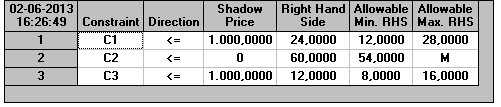 02-06-2013 Shadow Right Hand Allowable Allowable
16:26:49 Constraint Direction Price Side Min. RHS Max. RHS
1 C1 <= 1.000,0000 24,0000 12,0000 28,0000
2 C2 <= 0 60,0000 54,0000 M
3 C3 <= 1.000,0000 12,0000 8,0000 16,0000